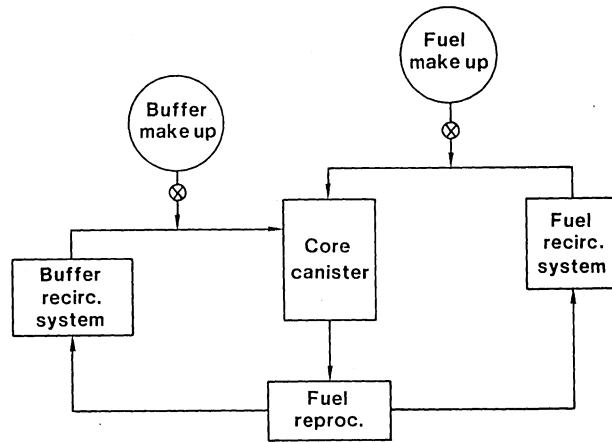 Fuel
make up
Buffer
make up
Core
canister
Fuel
recirc.
system
Buffer
recirc.
system
Fuel
reproc.